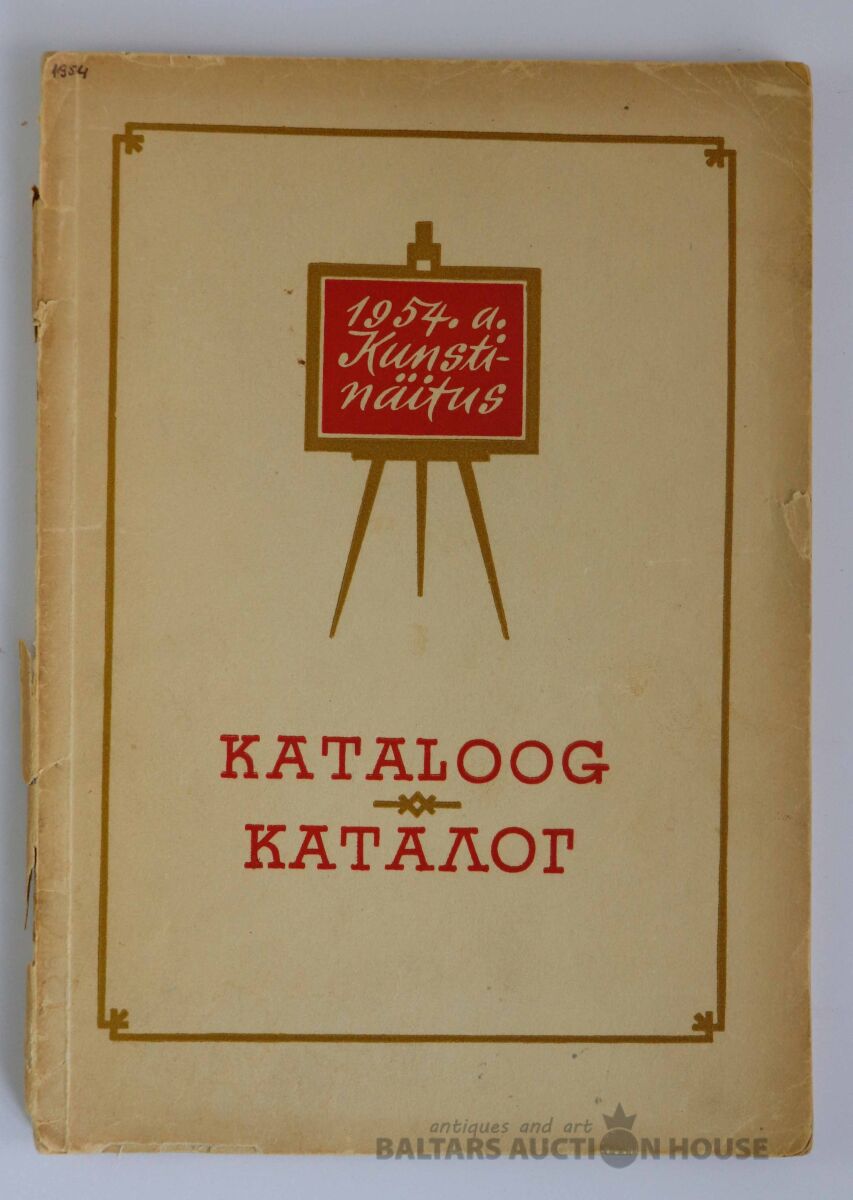 1954
1954. a.
Kunsti-
näitus
KATALOOG
КАТАЛОГ
antiques and art
BALTARS AUCTION HOUSE